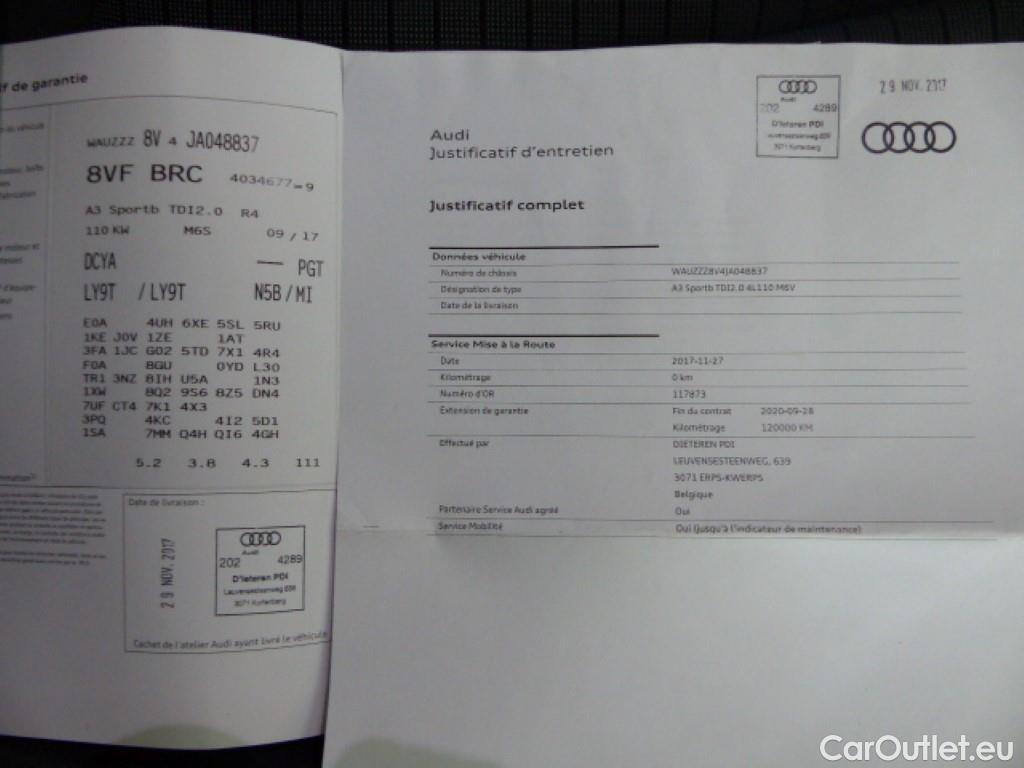 if de garantie
WAUZZZ 8V 4 JA048837
8VF BRC 4034677-9
A3 Sportb TDI2.0 R4
110 KW M6S 09/17
DCYA --- PGT
LY9T / LY9T N5B/MI
E0A 4UH 6XE 5SL 5RU
1KE J0V 1ZE 1AT
3FA 1JC G02 5TD 7X1 4R4
F0A 8GU 0YD L30
TR1 3NZ 8IH U5A 1N3
1XW 8Q2 9S6 8Z5 DN4
7UF CT4 7K1 4X3
3PQ 4KC 4I2 5D1
1SA 7MM Q4H QI6 4GH
5.2 3.8 4.3 111
Date de livraison :
29 NOV. 2017
Audi
202 4289
D'Ieteren PDI
Leuvensesteenweg 639
3071 Kortenberg
Cachet de l'atelier Audi ayant livré le véhicule
Audi
202 4289
D'Ieteren PDI
Leuvensesteenweg 639
3071 Kortenberg
29 NOV. 2017
Audi
Justificatif d'entretien
Justificatif complet
Données véhicule
Numéro de châssis WAUZZZ8V4JA048837
Désignation de type A3 Sportb TDI2.0 4L110 M6V
Date de la livraison
Service Mise à la Route
Date 2017-11-27
Kilométrage 0 km
Numéro d'OR 117873
Extension de garantie Fin du contrat 2020-09-28
Kilométrage 120000 KM
Effectué par DIETEREN PDI
LEUVENSESTEENWEG, 639
3071 ERPS-KWERPS
Belgique
Partenaire Service Audi agréé Oui
Service Mobilité Oui (jusqu'à l'indicateur de maintenance)
CarOutlet.eu